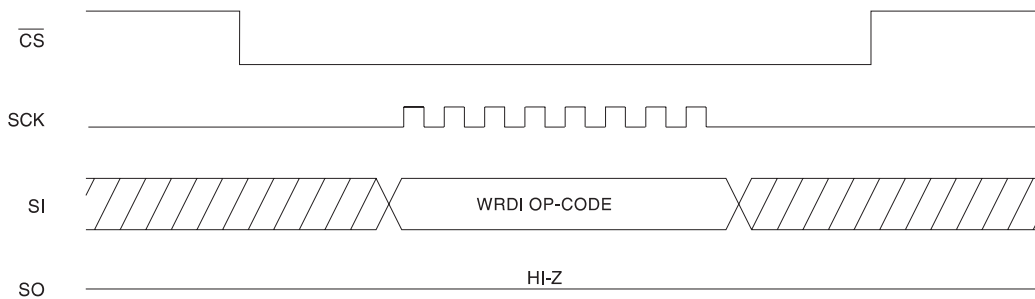 CS
SCK
SI
WRDI OP-CODE
HI-Z
SO